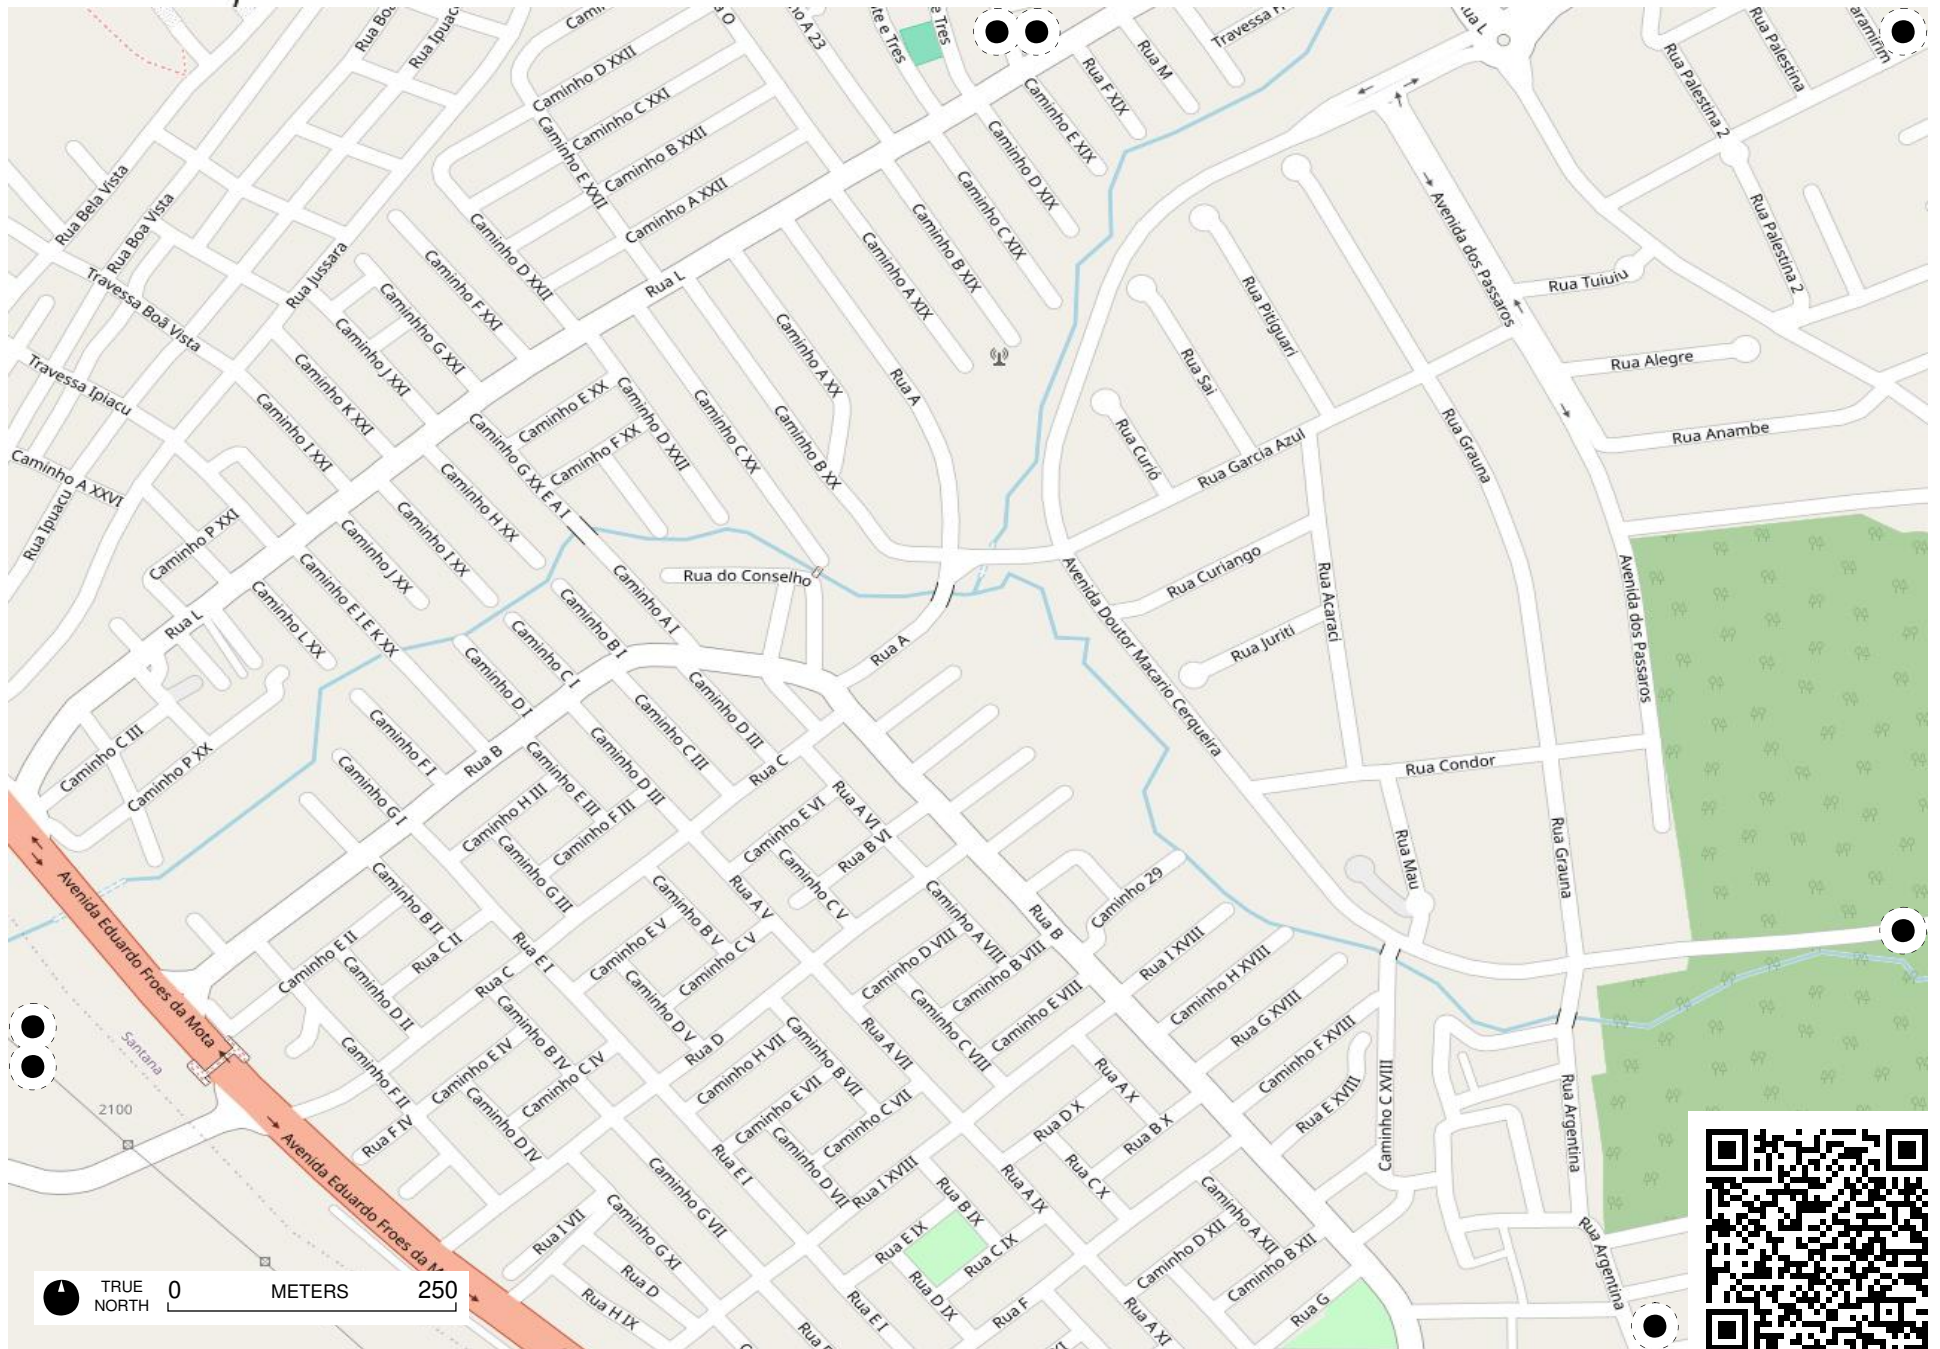 Rua Boa
Rua Ipuac
Cami
a O
o A 23
te e Tres
e Tres
Travessa F
Rua L
Rua Palestina
aramirim
Rua Palestina 2
Caminho D XXII
Caminho C XXI
Caminho B XXII
Caminho A XXII
Caminho E XXII
Rua M
Rua F XIX
Caminho E XIX
Caminho D XIX
Caminho C XIX
Caminho B XIX
Caminho A XIX
Rua Bela Vista
Rua Boa Vista
Rua Jussara
Travessa Boa Vista
Travessa Ipiacu
Caminho D XXII
Caminho F XXI
Caminhho G XXI
Caminho J XXI
Caminho K XXI
Caminho I XXI
Rua L
Avenida dos Passaros
Rua Palestina 2
Rua Tuiuiu
Rua Alegre
Rua Anambe
Rua Pitiguari
Rua Sai
Rua Curió
Rua Garcia Azul
Rua Grauna
Caminho A XX
Rua A
Caminho B XX
Caminho C XX
Caminho D XXII
Caminho E XX
Caminho F XX
Caminho G XX E A I
Caminho H XX
Caminho I XX
Caminho J XX
Caminho E I E K XX
Caminho L XX
Caminho A XXVI
Rua Ipuacu
Caminho P XXI
Rua L
Rua do Conselho
Caminho A I
Caminho B I
Caminho C I
Caminho D I
Rua A
Avenida Doutor Macario Cerqueira
Rua Curiango
Rua Juriti
Rua Acaraci
Avenida dos Passaros
Rua Condor
Rua Mau
Rua Grauna
Caminho C III
Caminho P XX
Caminho F I
Caminho G I
Rua B
Caminho D III
Caminho C III
Caminho D III
Caminho E III
Caminho H III
Caminho F III
Caminho G III
Rua C
Rua A VI
Caminho E VI
Rua B VI
Caminho C V
Rua A V
Caminho B V
Caminho E V
Caminho C V
Caminho D V
Caminho 29
Rua B
Caminho A VIII
Caminho D VIII
Caminho B VIII
Caminho C VIII
Caminho E VIII
Rua I XVIII
Caminho H XVIII
Rua G XVIII
Caminho F XVIII
Rua E XVIII
Caminho C XVIII
Avenida Eduardo Froes da Mota
Caminho B II
Rua C II
Caminho E II
Caminho D II
Rua C
Rua E I
Caminho F II
Caminho B IV
Caminho E IV
Caminho C IV
Caminho D IV
Rua F IV
Rua D
Caminho H VII
Caminho B VII
Rua A VII
Caminho E VII
Caminho C VII
Caminho D VII
Rua E I
Rua I XVIII
Rua A X
Rua D X
Rua B X
Rua C X
Rua A IX
Rua B IX
Rua E IX
Rua C IX
Rua D IX
Rua Argentina
Santana
2100
Avenida Eduardo Froes da M
Rua I VII
Caminho G VII
Caminho G XI
Rua D
Rua H IX
Rua E I
Rua F
Rua A XI
Caminho A XII
Caminho D XII
Caminho B XII
Rua G
Rua Argentina
TRUE
NORTH
0 METERS 250